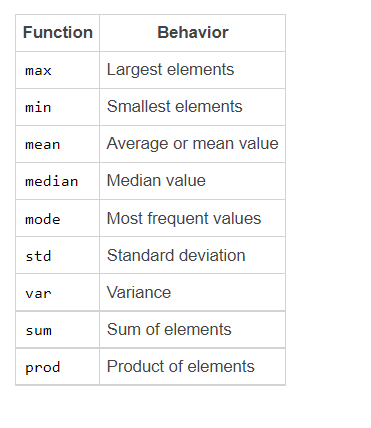 Function Behavior
max Largest elements
min Smallest elements
mean Average or mean value
median Median value
mode Most frequent values
std Standard deviation
var Variance
sum Sum of elements
prod Product of elements